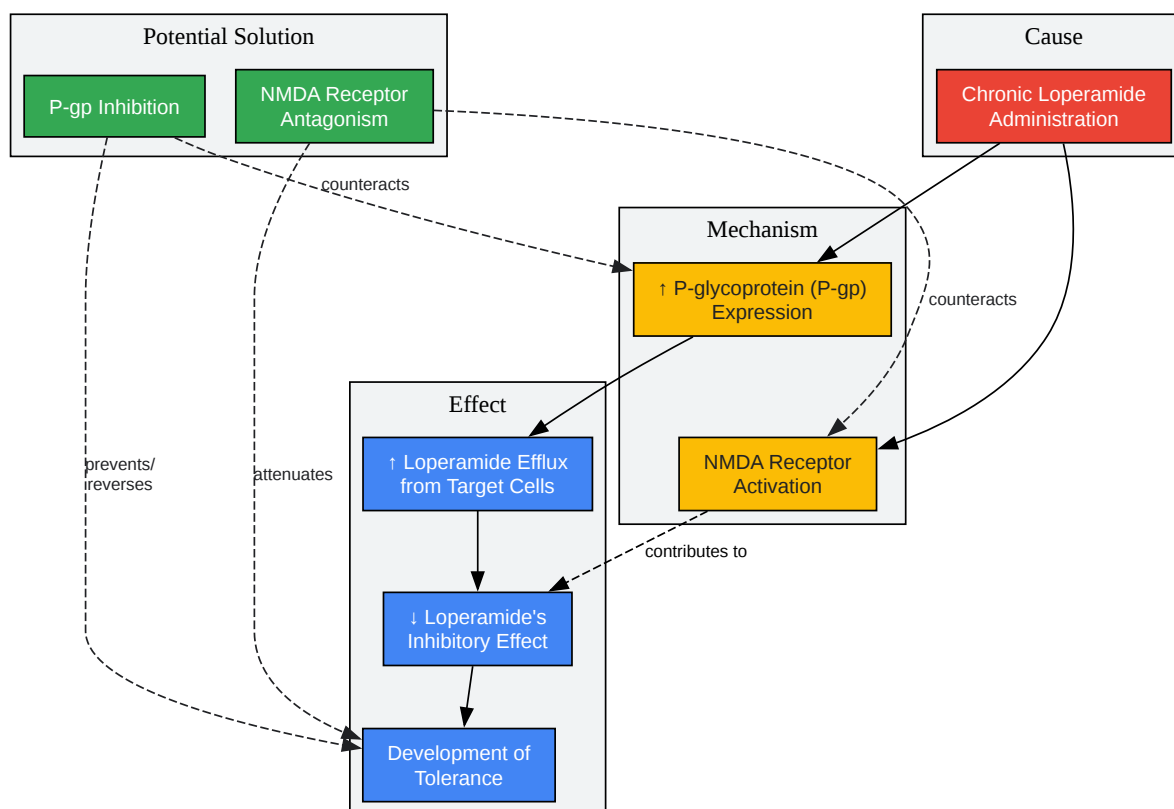 Potential Solution
Cause
P-gp Inhibition
NMDA Receptor
Antagonism
Chronic Loperamide
Administration
counteracts
Mechanism
↑ P-glycoprotein (P-gp)
Expression
counteracts
Effect
↑ Loperamide Efflux
from Target Cells
NMDA Receptor
Activation
prevents/
reverses
attenuates
contributes to
↓ Loperamide's
Inhibitory Effect
Development of
Tolerance